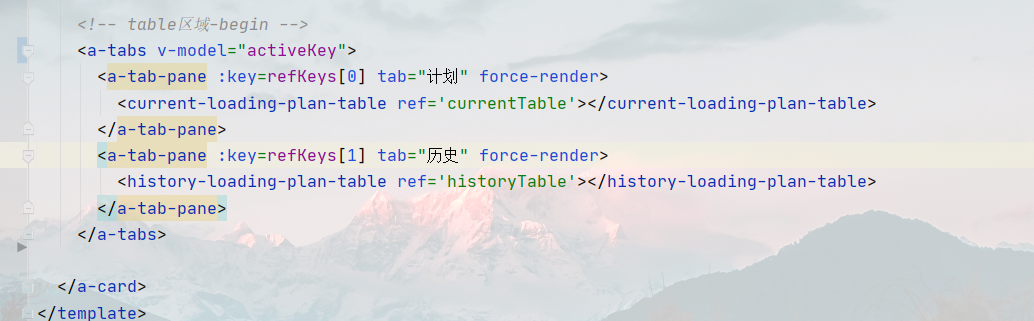 <!-- table区域-begin -->
<a-tabs v-model="activeKey">
<a-tab-pane :key=refKeys[0] tab="计划" force-render>
<current-loading-plan-table ref='currentTable'></current-loading-plan-table>
</a-tab-pane>
<a-tab-pane :key=refKeys[1] tab="历史" force-render>
<history-loading-plan-table ref='historyTable'></history-loading-plan-table>
</a-tab-pane>
</a-tabs>
</a-card>
</template>